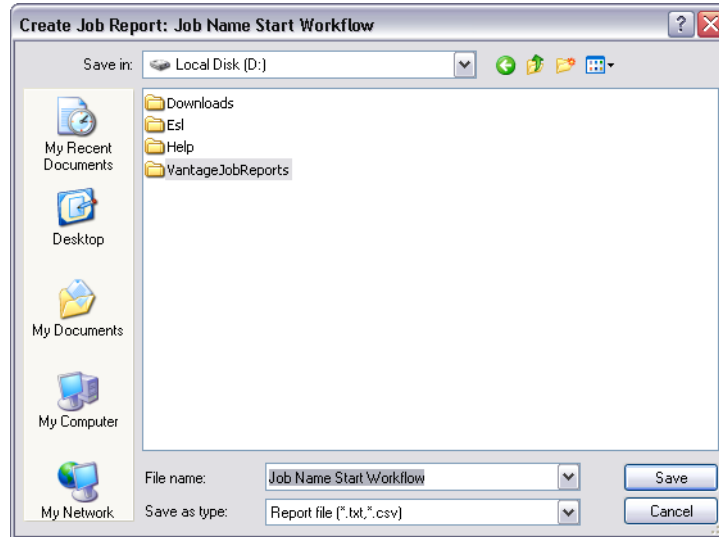 Create Job Report: Job Name Start Workflow
Save in:
Local Disk (D:)
My Recent
Documents
Desktop
My Documents
My Computer
My Network
Downloads
Esl
Help
VantageJobReports
File name:
Job Name Start Workflow
Save
Save as type:
Report file (*.txt,*.csv)
Cancel